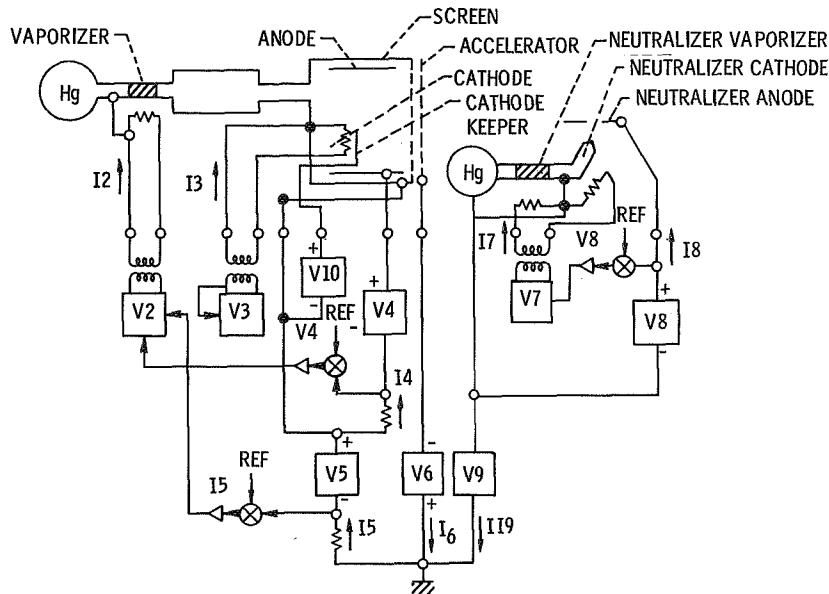 SCREEN
VAPORIZER
ANODE
ACCELERATOR
NEUTRALIZER VAPORIZER
NEUTRALIZER CATHODE
NEUTRALIZER ANODE
CATHODE
CATHODE
KEEPER
Hg
Hg
I2
I3
I7
V8
REF
I8
+
+
+
V10
V4
V2
V3
V7
V8
-
-
V4
REF
-
I4
+
-
V5
V6
V9
REF
I5
-
+
I5
I6
II9